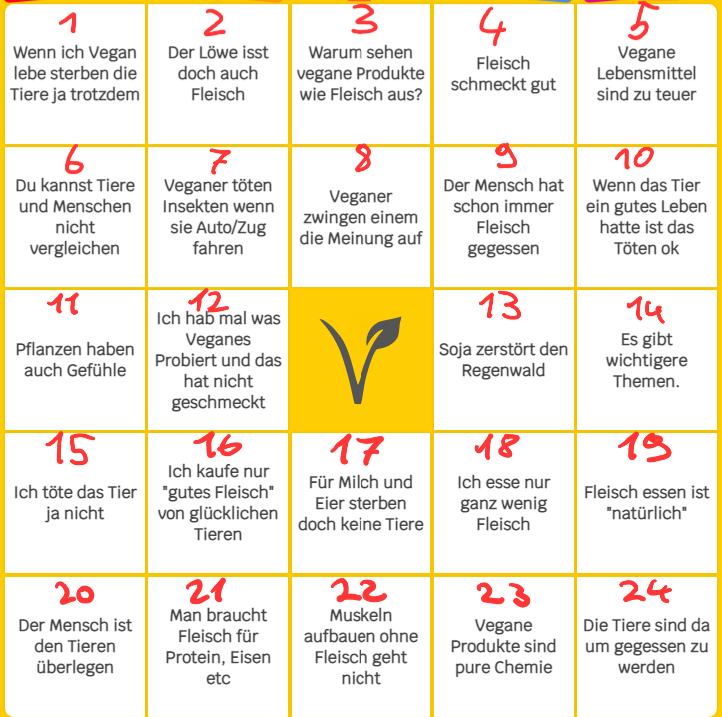 1
Wenn ich Vegan
lebe sterben die
Tiere ja trotzdem
2
Der Löwe isst
doch auch
Fleisch
3
Warum sehen
vegane Produkte
wie Fleisch aus?
4
Fleisch
schmeckt gut
5
Vegane
Lebensmittel
sind zu teuer
6
Du kannst Tiere
und Menschen
nicht
vergleichen
7
Veganer töten
Insekten wenn
sie Auto/Zug
fahren
8
Veganer
zwingen einem
die Meinung auf
9
Der Mensch hat
schon immer
Fleisch
gegessen
10
Wenn das Tier
ein gutes Leben
hatte ist das
Töten ok
11
Pflanzen haben
auch Gefühle
12
Ich hab mal was
Veganes
Probiert und das
hat nicht
geschmeckt
V
13
Soja zerstört den
Regenwald
14
Es gibt
wichtigere
Themen.
15
Ich töte das Tier
ja nicht
16
Ich kaufe nur
"gutes Fleisch"
von glücklichen
Tieren
17
Für Milch und
Eier sterben
doch keine Tiere
18
Ich esse nur
ganz wenig
Fleisch
19
Fleisch essen ist
"natürlich"
20
Der Mensch ist
den Tieren
überlegen
21
Man braucht
Fleisch für
Protein, Eisen
etc
22
Muskeln
aufbauen ohne
Fleisch geht
nicht
23
Vegane
Produkte sind
pure Chemie
24
Die Tiere sind da
um gegessen zu
werden